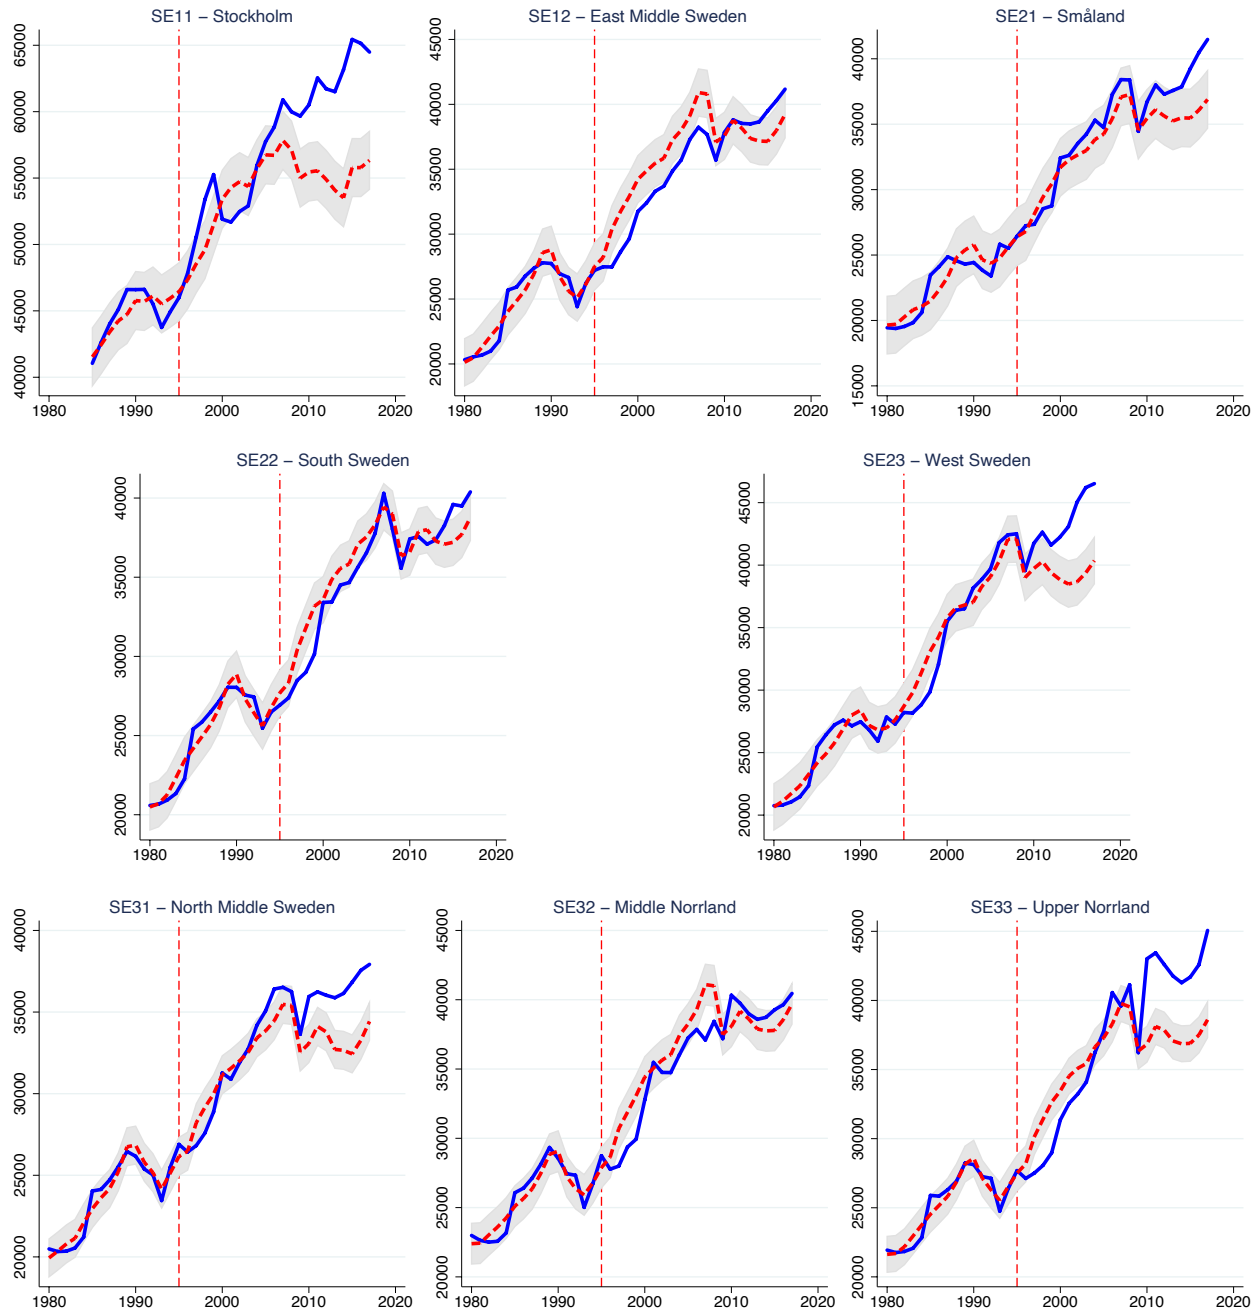 SE11 – Stockholm
40000 45000 50000 55000 60000 65000
1980 1990 2000 2010 2020
SE12 – East Middle Sweden
20000 25000 30000 35000 40000 45000
1980 1990 2000 2010 2020
SE21 – Småland
15000 20000 25000 30000 35000 40000
1980 1990 2000 2010 2020
SE22 – South Sweden
20000 25000 30000 35000 40000
1980 1990 2000 2010 2020
SE23 – West Sweden
20000 25000 30000 35000 40000 45000
1980 1990 2000 2010 2020
SE31 – North Middle Sweden
20000 25000 30000 35000 40000
1980 1990 2000 2010 2020
SE32 – Middle Norrland
20000 25000 30000 35000 40000 45000
1980 1990 2000 2010 2020
SE33 – Upper Norrland
20000 25000 30000 35000 40000 45000
1980 1990 2000 2010 2020